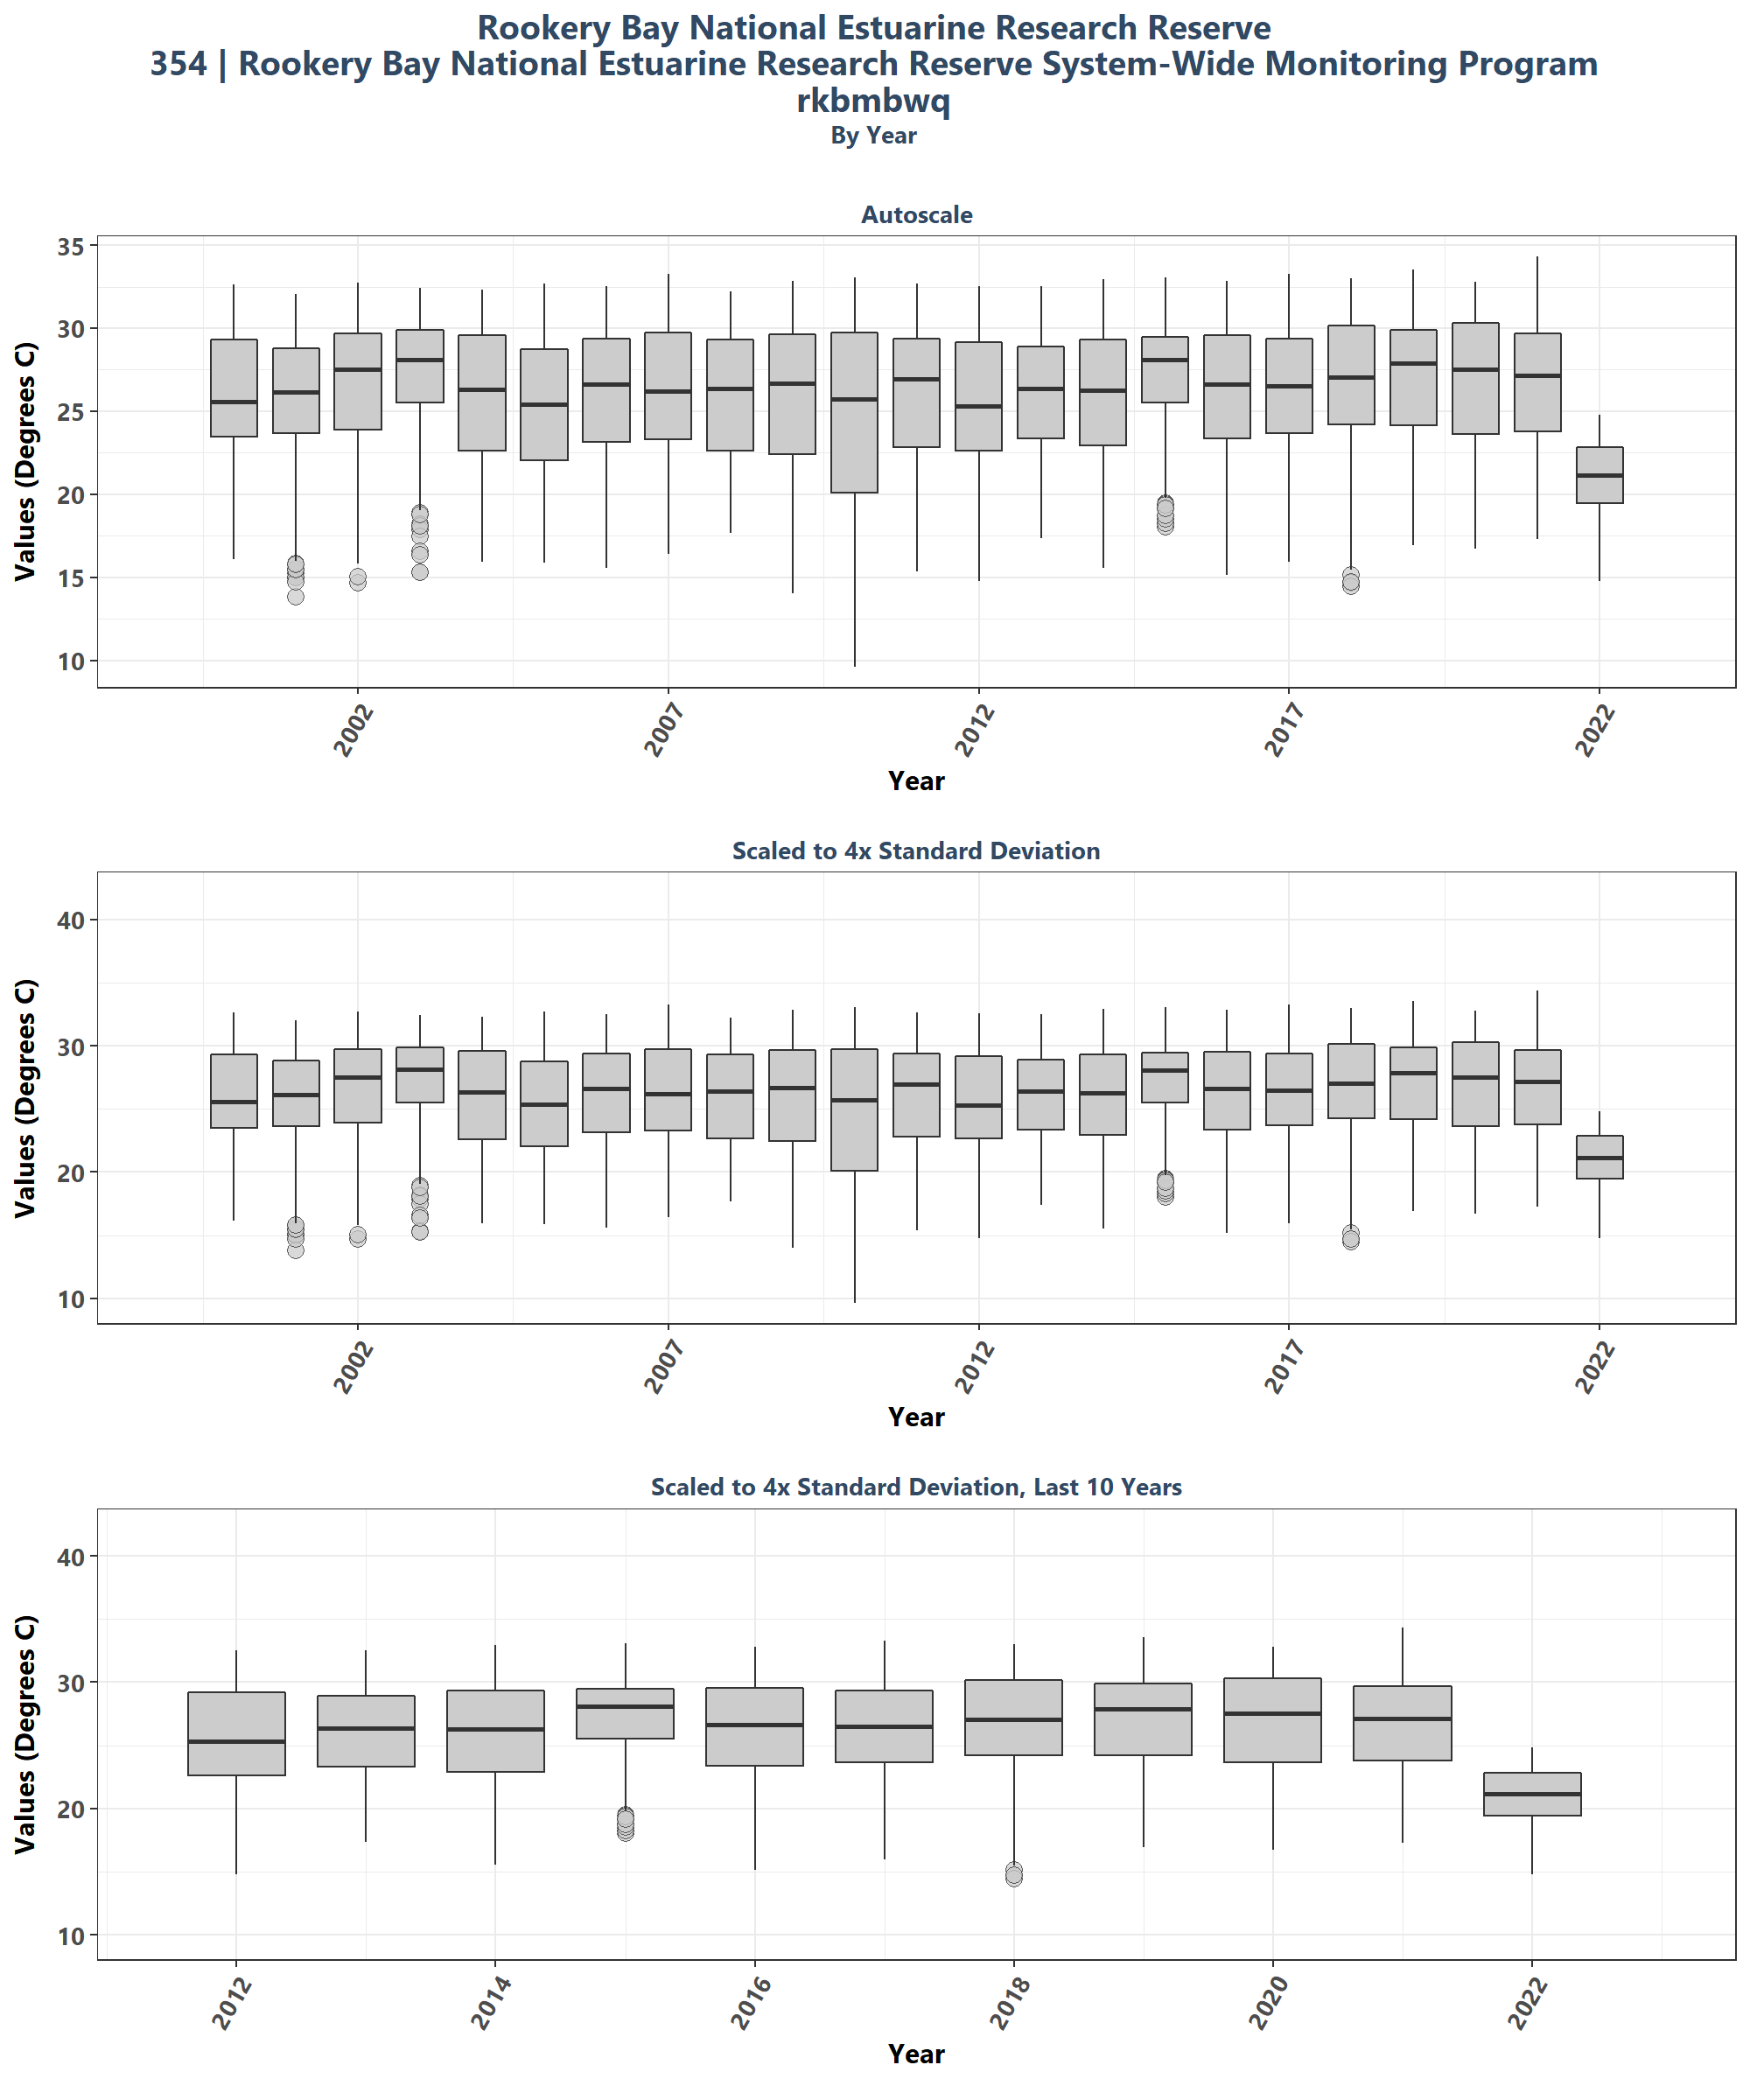 Rookery Bay National Estuarine Research Reserve
354 | Rookery Bay National Estuarine Research Reserve System-Wide Monitoring Program
rkbmbwq
By Year
Autoscale
Values (Degrees C)
35
30
25
20
15
10
2002
2007
2012
2017
2022
Year
Scaled to 4x Standard Deviation
Values (Degrees C)
40
30
20
10
2002
2007
2012
2017
2022
Year
Scaled to 4x Standard Deviation, Last 10 Years
Values (Degrees C)
40
30
20
10
2012
2014
2016
2018
2020
2022
Year